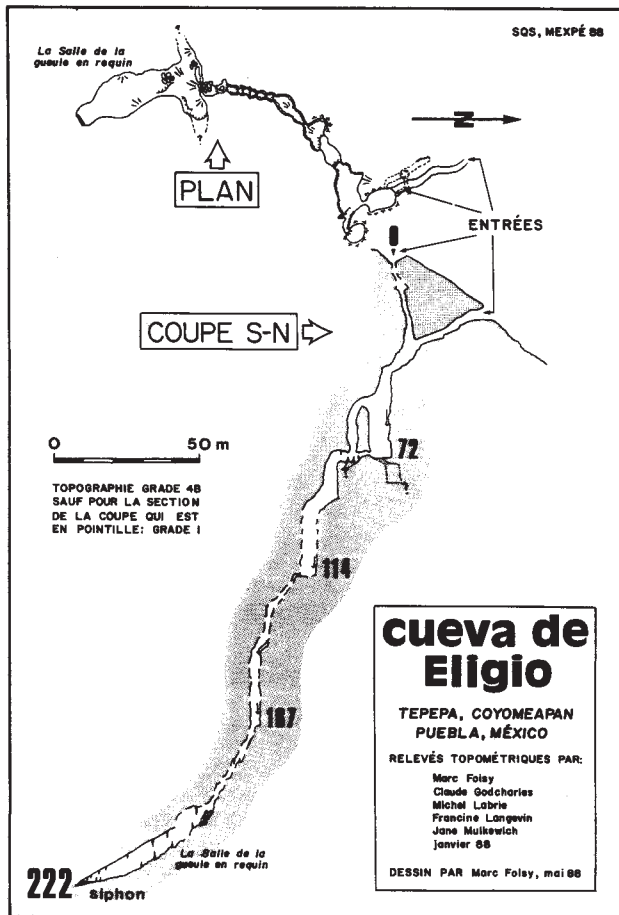 SQS, MEXPÉ 88
La Salle de la
gueule en requin
N
PLAN
ENTRÉES
COUPE S-N
0 50 m
72
TOPOGRAPHIE GRADE 4B
SAUF POUR LA SECTION
DE LA COUPE QUI EST
EN POINTILLE: GRADE I
114
cueva de
Eligio
TEPEPA, COYOMEAPAN
PUEBLA, MÉXICO
RELEVÉS TOPOMÉTRIQUES PAR:
Marc Foisy
Claude Godcharles
Michel Labrie
Francine Langevin
Jane Mulkewich
janvier 88
DESSIN PAR Marc Foisy, mai 88
167
La Salle de la
gueule en requin
222
siphon